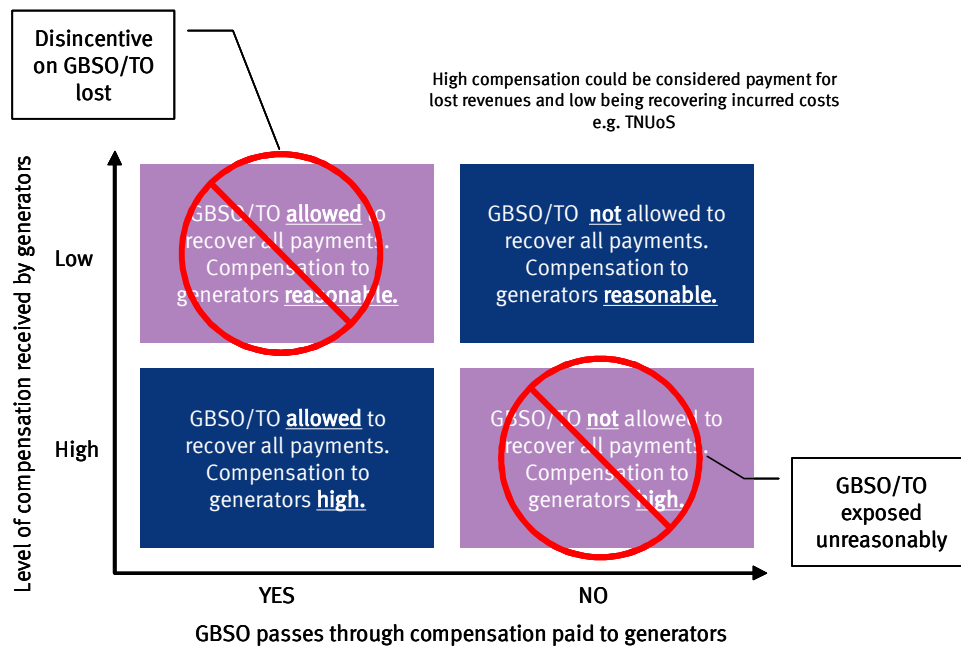 Disincentive
on GBSO/TO
lost
High compensation could be considered payment for
lost revenues and low being recovering incurred costs
e.g. TNUoS
Level of compensation received by generators
Low
GBSO/TO allowed to
recover all payments.
Compensation to
generators reasonable.
GBSO/TO not allowed to
recover all payments.
Compensation to
generators reasonable.
High
GBSO/TO allowed to
recover all payments.
Compensation to
generators high.
GBSO/TO not allowed to
recover all payments.
Compensation to
generators high.
GBSO/TO
exposed
unreasonably
YES
NO
GBSO passes through compensation paid to generators